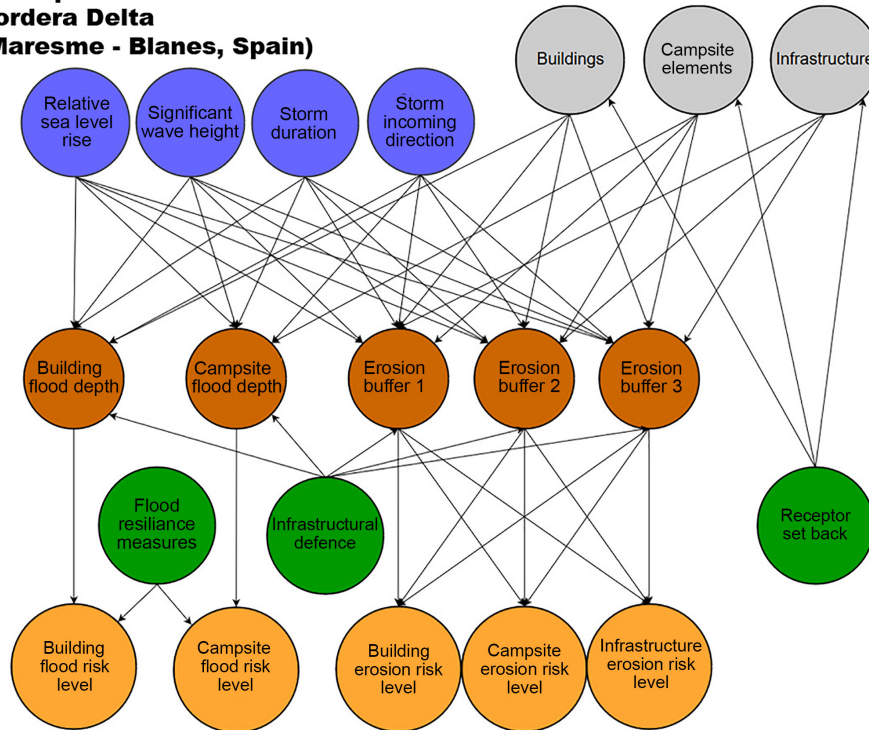 ordera Delta
Maresme - Blanes, Spain)
Buildings
Campsite
elements
Infrastructure
Relative
sea level
rise
Significant
wave height
Storm
duration
Storm
incoming
direction
Building
flood depth
Campsite
flood depth
Erosion
buffer 1
Erosion
buffer 2
Erosion
buffer 3
Flood
resiliance
measures
Infrastructural
defence
Receptor
set back
Building
flood risk
level
Campsite
flood risk
level
Building
erosion risk
level
Campsite
erosion risk
level
Infrastructure
erosion risk
level